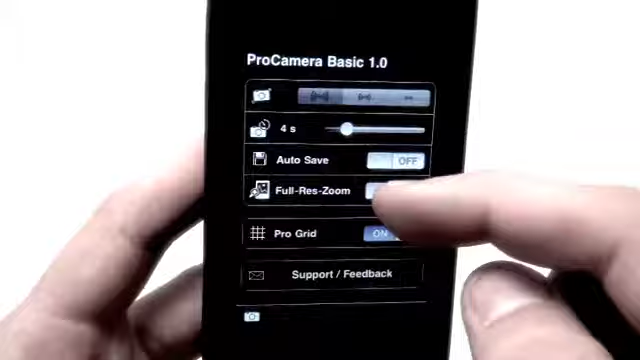 ProCamera Basic 1.0
4 s
Auto Save OFF
Full-Res-Zoom
Pro Grid ON
Support / Feedback